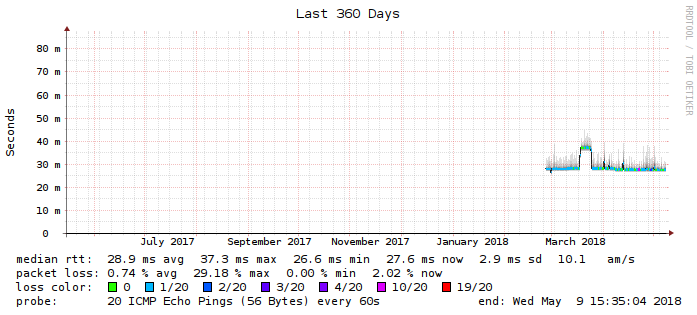 Last 360 Days
RRDTOOL / TOBI OETIKER
Seconds
80 m
70 m
60 m
50 m
40 m
30 m
20 m
10 m
0
July 2017 September 2017 November 2017 January 2018 March 2018
median rtt: 28.9 ms avg 37.3 ms max 26.6 ms min 27.6 ms now 2.9 ms sd 10.1 am/s
packet loss: 0.74 % avg 29.18 % max 0.00 % min 2.02 % now
loss color: 0 1/20 2/20 3/20 4/20 10/20 19/20
probe: 20 ICMP Echo Pings (56 Bytes) every 60s end: Wed May 9 15:35:04 2018